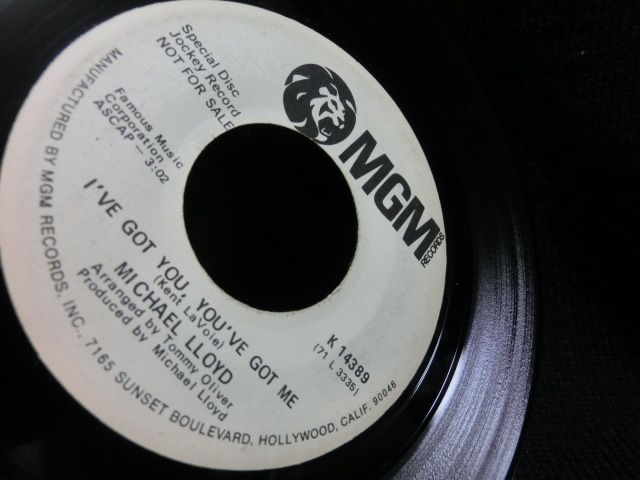 MGM
RECORDS
Special Disc
Jockey Record
NOT FOR SALE
Famous Music
Corporation
ASCAP - 3:02
K 14389
(71 L 3335)
I'VE GOT YOU, YOU'VE GOT ME
(Kent LaVoie)
MICHAEL LLOYD
Arranged by Tommy Oliver
Produced by Michael Lloyd
MANUFACTURED BY MGM RECORDS, INC., 7165 SUNSET BOULEVARD, HOLLYWOOD, CALIF. 90046